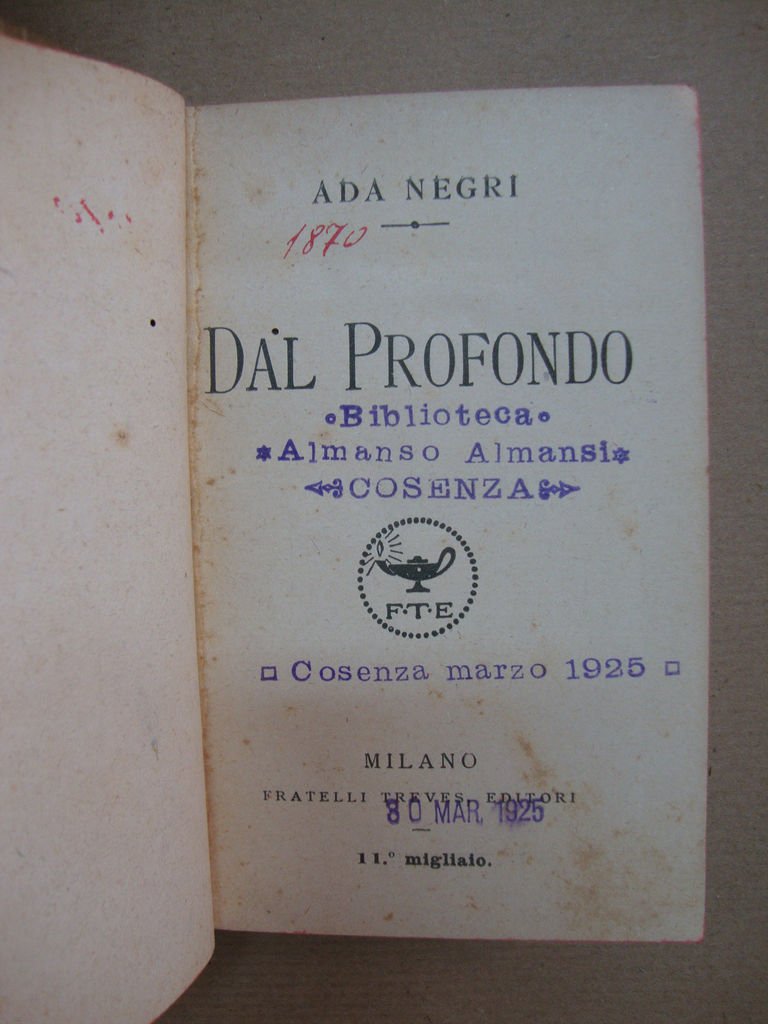 ADA NEGRI
1870
DAL PROFONDO
Biblioteca
Almanso Almansi
COSENZA
F·T·E
Cosenza marzo 1925
MILANO
FRATELLI TREVES, EDITORI
30 MAR. 1925
11.º migliaio.